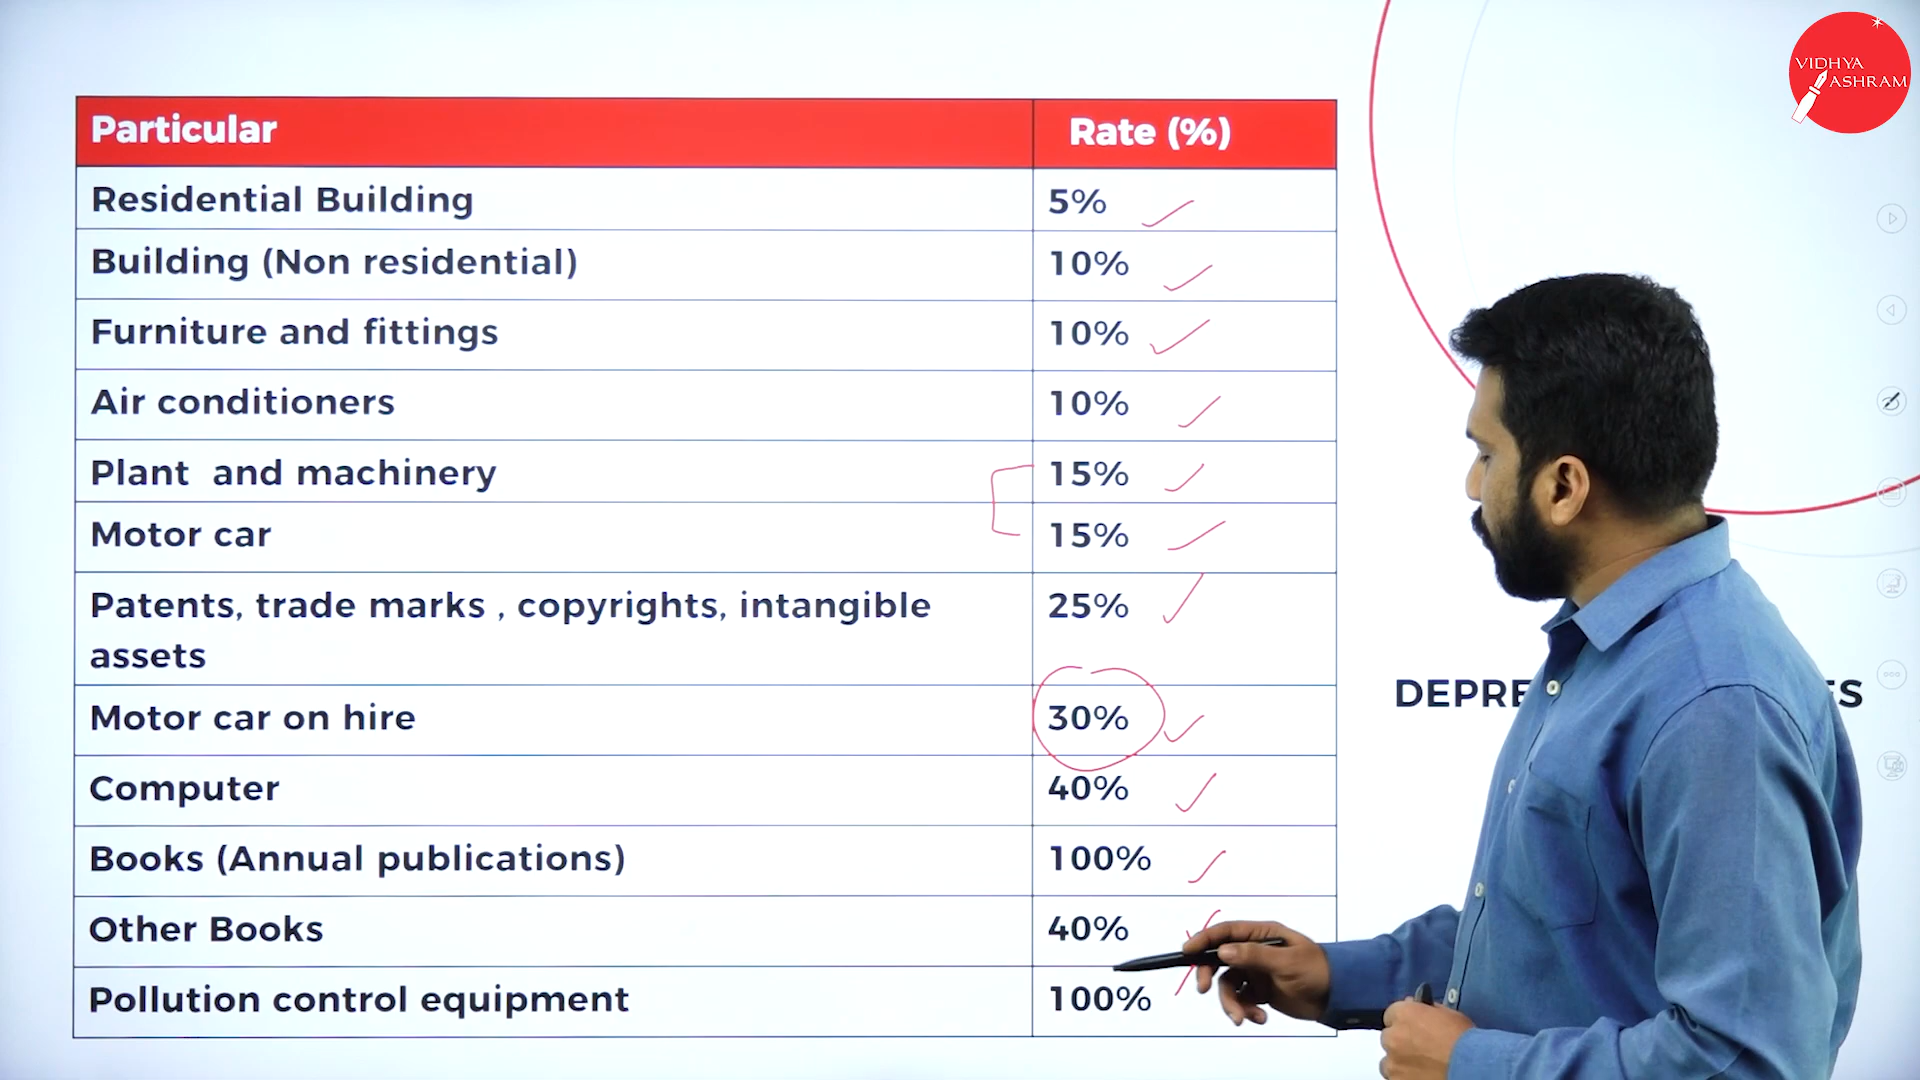 VIDHYA
ASHRAM
Particular Rate (%)
Residential Building 5%
Building (Non residential) 10%
Furniture and fittings 10%
Air conditioners 10%
Plant and machinery 15%
Motor car 15%
Patents, trade marks , copyrights, intangible 25%
assets
Motor car on hire 30%
Computer 40%
Books (Annual publications) 100%
Other Books 40%
Pollution control equipment 100%